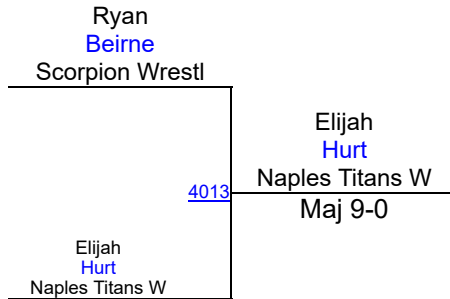 Ryan
Beirne
Scorpion Wrestl
Elijah
Hurt
Naples Titans W
4013
Maj 9-0
Elijah
Hurt
Naples Titans W